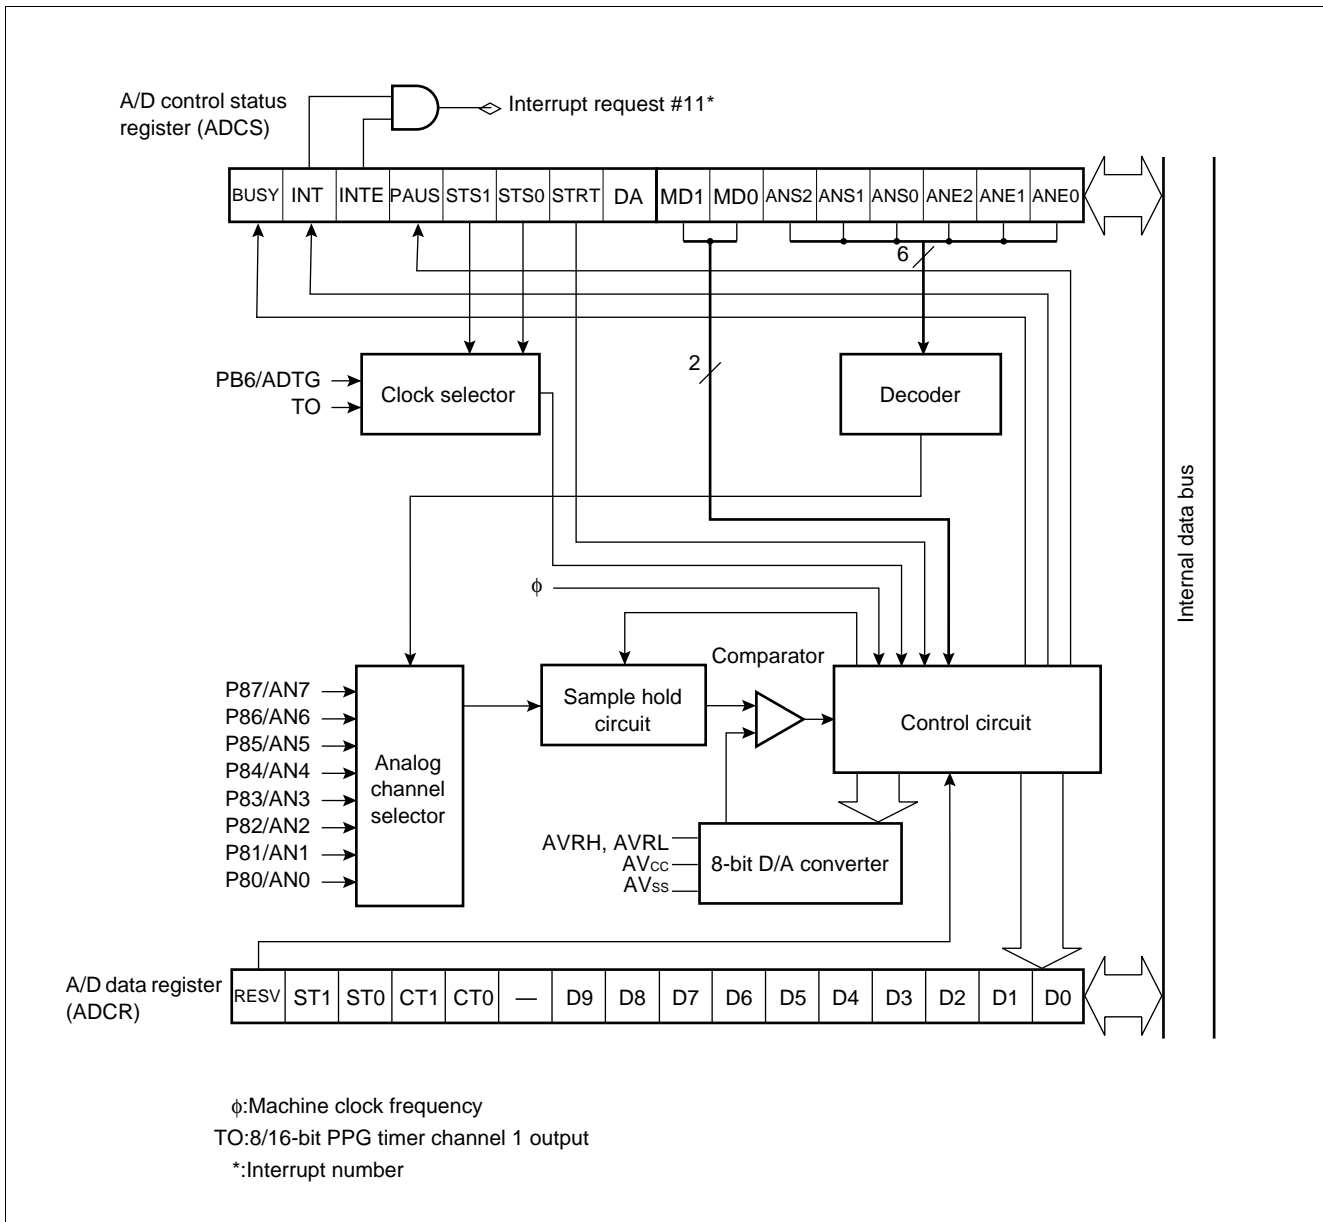 A/D control status
register (ADCS)
Interrupt request #11*
BUSY INT INTE PAUS STS1 STS0 STRT DA MD1 MD0 ANS2 ANS1 ANS0 ANE2 ANE1 ANE0
6
2
PB6/ADTG
TO
Clock selector
Decoder
Internal data bus
ϕ
Comparator
P87/AN7
P86/AN6
P85/AN5
P84/AN4
P83/AN3
P82/AN2
P81/AN1
P80/AN0
Analog
channel
selector
Sample hold
circuit
Control circuit
AVRH, AVRL
AVCC
AVSS
8-bit D/A converter
A/D data register
(ADCR)
RESV ST1 ST0 CT1 CT0 — D9 D8 D7 D6 D5 D4 D3 D2 D1 D0
ϕ:Machine clock frequency
TO:8/16-bit PPG timer channel 1 output
*:Interrupt number